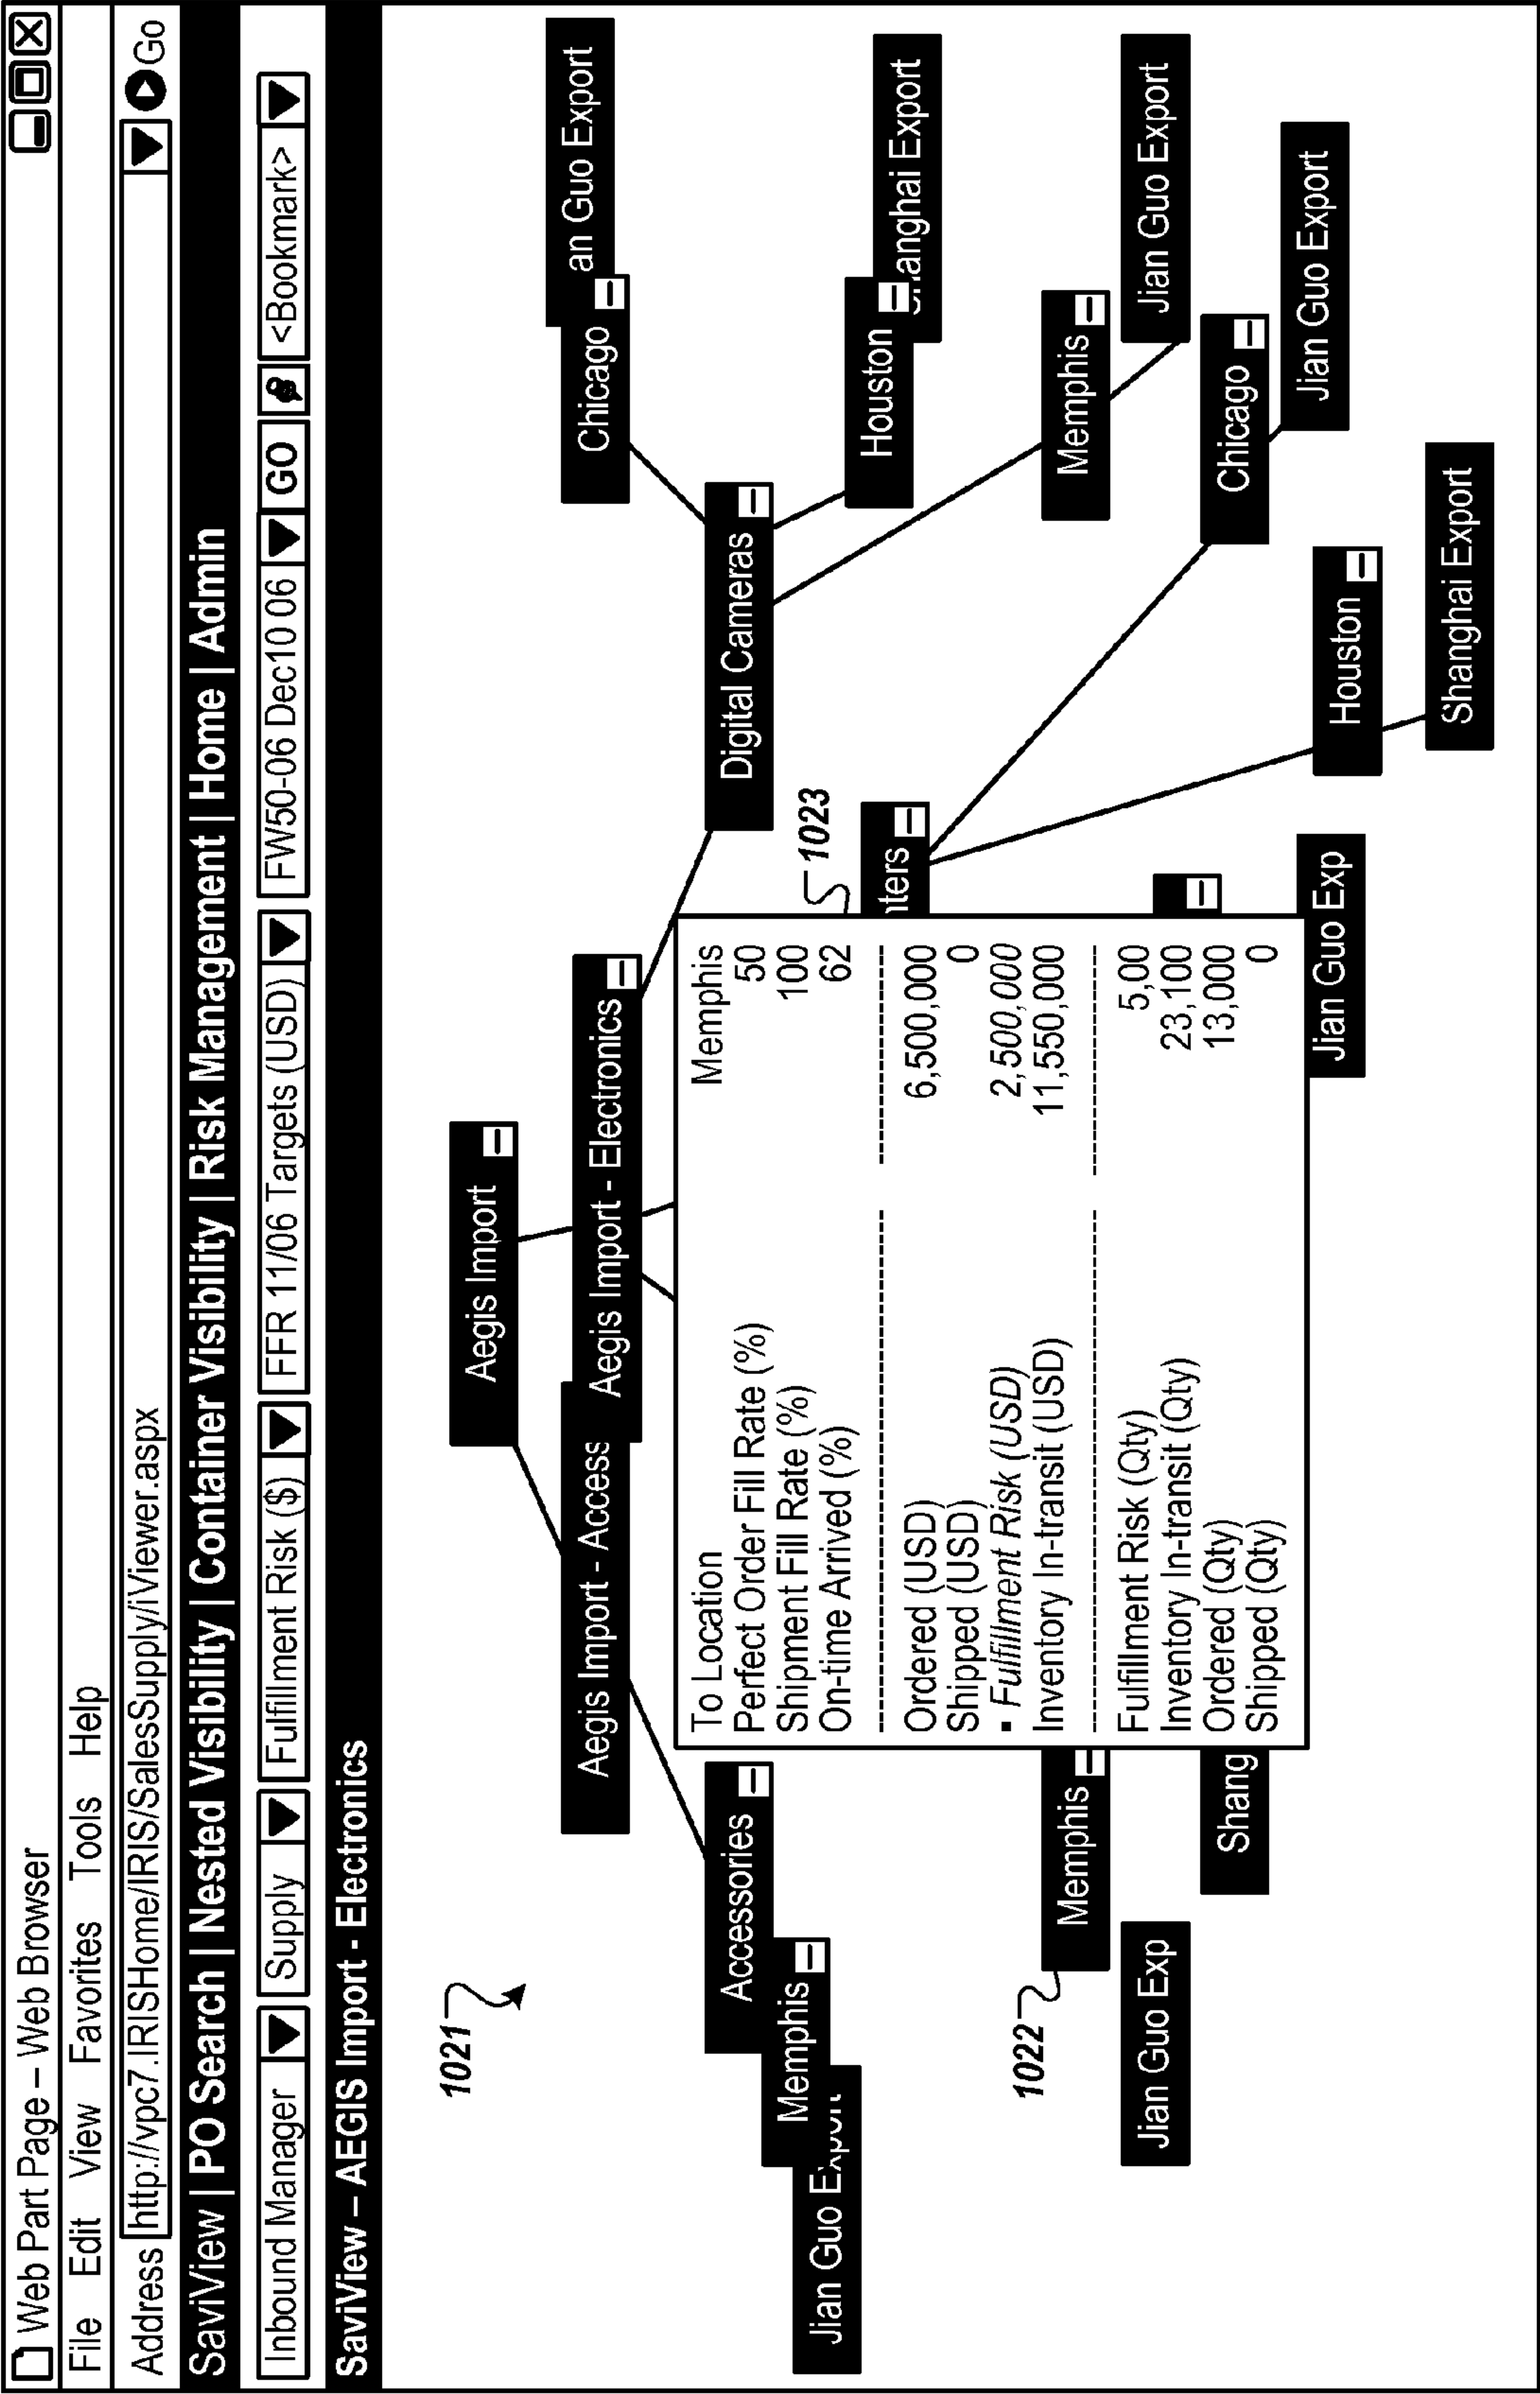 Web Part Page – Web Browser
File Edit View Favorites Tools Help
Address http://vpc7.IRISHome/IRIS/SalesSupply/iViewer.aspx Go
SaviView | PO Search | Nested Visibility | Container Visibility | Risk Management | Home | Admin
Inbound Manager Supply Fulfillment Risk ($) FFR 11/06 Targets (USD) FW50-06 Dec10 06 GO <Bookmark>
SaviView – AEGIS Import - Electronics
1021
Aegis Import
Aegis Import - Access
Aegis Import - Electronics
an Guo Export
Chicago
Accessories
Digital Cameras
Memphis
Jian Guo Export
1023
nters
Houston
hanghai Export
To Location Memphis
Perfect Order Fill Rate (%) 50
Shipment Fill Rate (%) 100
On-time Arrived (%) 62
Ordered (USD) 6,500,000
Shipped (USD) 0
▪ Fulfillment Risk (USD) 2,500,000
Inventory In-transit (USD) 11,550,000
Fulfillment Risk (Qty) 5,00
Inventory In-transit (Qty) 23,100
Ordered (Qty) 13,000
Shipped (Qty) 0
1022
Memphis
Memphis
Jian Guo Exp
Jian Guo Export
Shang
Chicago
Jian Guo Exp
Houston
Jian Guo Export
Shanghai Export